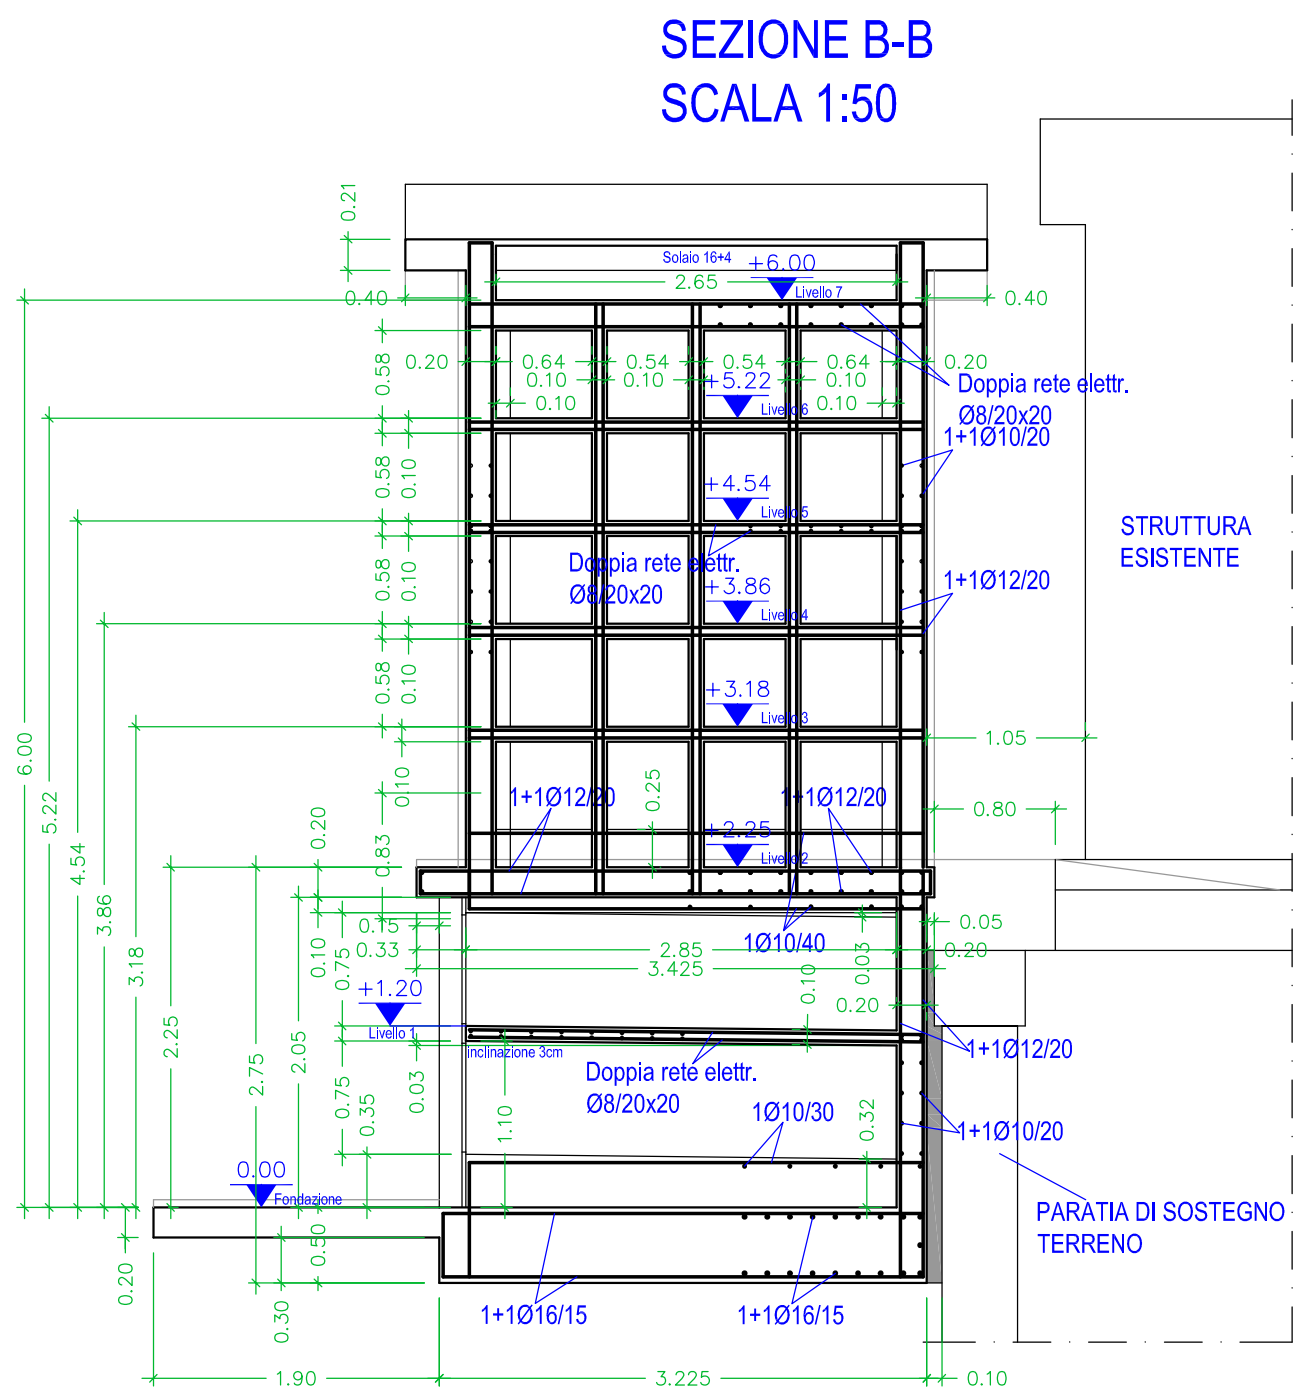 SEZIONE B-B
SCALA 1:50
0.21
Solaio 16+4
+6.00
2.65
Livello 7
0.40
0.40
0.58
0.20
0.64
0.54
0.54
0.64
0.20
0.10
0.10
0.10
+5.22
0.10
0.10
Livello 6
Doppia rete elettr.
Ø8/20x20
1+1Ø10/20
0.58
0.10
+4.54
Livello 5
STRUTTURA
ESISTENTE
Doppia rete elettr.
Ø8/20x20
0.58
0.10
+3.86
Livello 4
1+1Ø12/20
0.58
0.10
+3.18
Livello 3
1.05
6.00
5.22
4.54
3.86
3.18
2.25
2.75
2.05
0.10
0.20
0.83
1+1Ø12/20
0.25
1+1Ø12/20
0.80
+2.25
Livello 2
0.15
0.05
0.33
0.10
0.75
2.85
1Ø10/40
0.03
0.20
3.425
+1.20
Livello 1
0.10
0.20
inclinazione 3cm
1+1Ø12/20
Doppia rete elettr.
Ø8/20x20
0.03
0.75
0.35
1.10
1Ø10/30
0.32
1+1Ø10/20
0.00
Fondazione
PARATIA DI SOSTEGNO
TERRENO
0.20
0.50
0.30
1+1Ø16/15
1+1Ø16/15
1.90
3.225
0.10